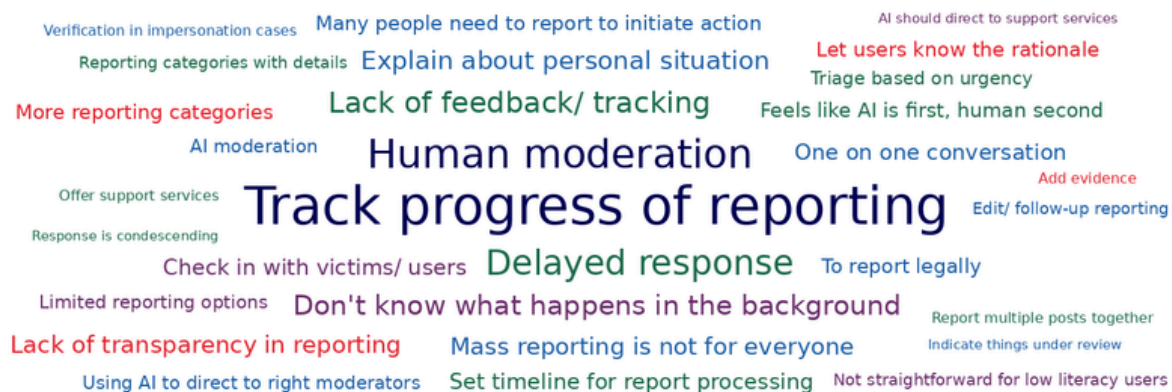 AI should direct to support services
Many people need to report to initiate action
Verification in impersonation cases
Let users know the rationale
Explain about personal situation
Reporting categories with details
Triage based on urgency
Lack of feedback/ tracking
Feels like AI is first, human second
More reporting categories
AI moderation
Human moderation
One on one conversation
Add evidence
Offer support services
Track progress of reporting
Edit/ follow-up reporting
Response is condescending
Check in with victims/ users
Delayed response
To report legally
Limited reporting options
Don't know what happens in the background
Report multiple posts together
Lack of transparency in reporting
Mass reporting is not for everyone
Indicate things under review
Using AI to direct to right moderators
Set timeline for report processing
Not straightforward for low literacy users